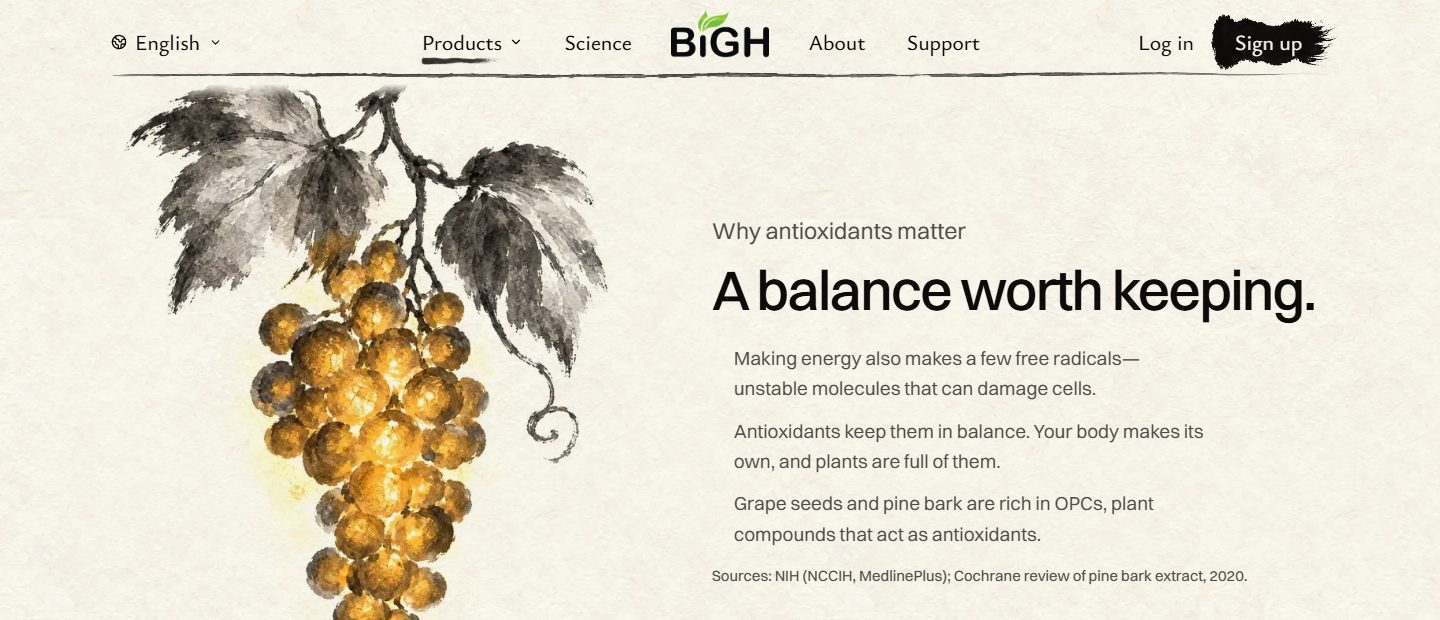 English
Products
Science
BiGH
About
Support
Log in
Sign up
Why antioxidants matter
A balance worth keeping.
Making energy also makes a few free radicals—
unstable molecules that can damage cells.
Antioxidants keep them in balance. Your body makes its
own, and plants are full of them.
Grape seeds and pine bark are rich in OPCs, plant
compounds that act as antioxidants.
Sources: NIH (NCCIH, MedlinePlus); Cochrane review of pine bark extract, 2020.